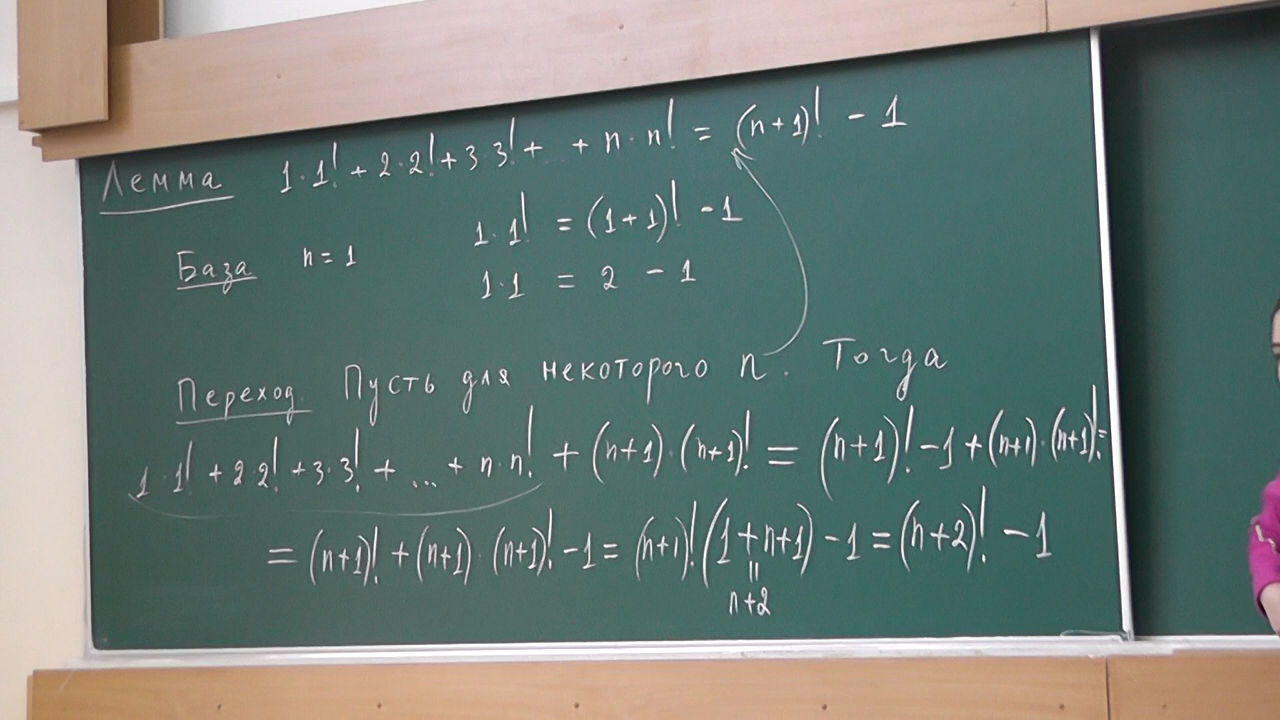 Лемма 1·1! + 2·2! + 3·3! + ... + n·n! = (n+1)! - 1
База n = 1 1·1! = (1+1)! - 1
1·1 = 2 - 1
Переход Пусть для некоторого n. Тогда
1·1! + 2·2! + 3·3! + ... + n·n! + (n+1)·(n+1)! = (n+1)! - 1 + (n+1)·(n+1)! =
= (n+1)! + (n+1)·(n+1)! - 1 = (n+1)! (1+n+1) - 1 = (n+2)! - 1
=
n+2